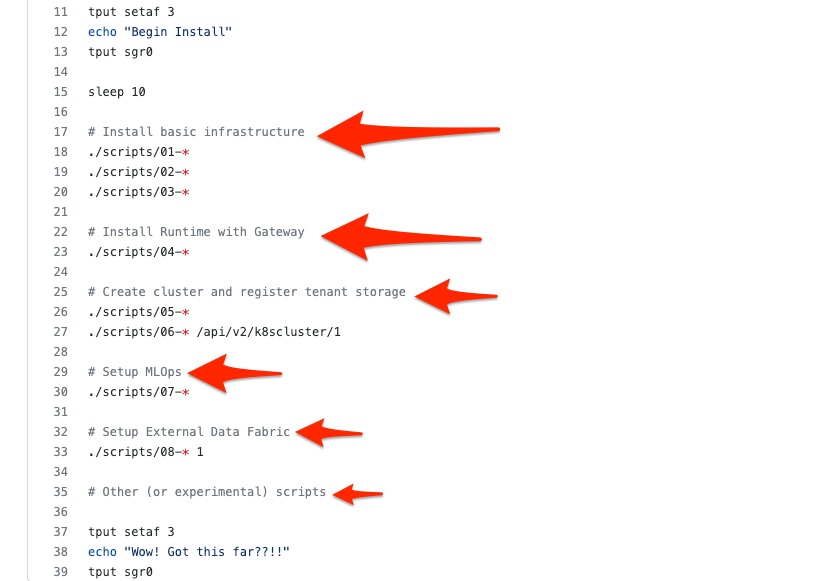 11 tput setaf 3
12 echo "Begin Install"
13 tput sgr0
14
15 sleep 10
16
17 # Install basic infrastructure
18 ./scripts/01-*
19 ./scripts/02-*
20 ./scripts/03-*
21
22 # Install Runtime with Gateway
23 ./scripts/04-*
24
25 # Create cluster and register tenant storage
26 ./scripts/05-*
27 ./scripts/06-* /api/v2/k8scluster/1
28
29 # Setup MLOps
30 ./scripts/07-*
31
32 # Setup External Data Fabric
33 ./scripts/08-* 1
34
35 # Other (or experimental) scripts
36
37 tput setaf 3
38 echo "Wow! Got this far??!!"
39 tput sgr0